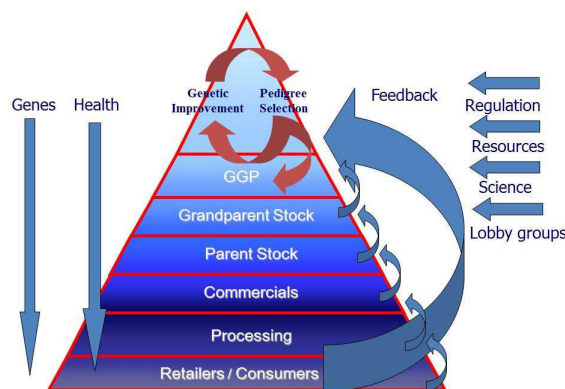 Genes
Health
Genetic
Improvement
Pedigree
Selection
Feedback
Regulation
Resources
Science
Lobby groups
GGP
Grandparent Stock
Parent Stock
Commercials
Processing
Retailers / Consumers